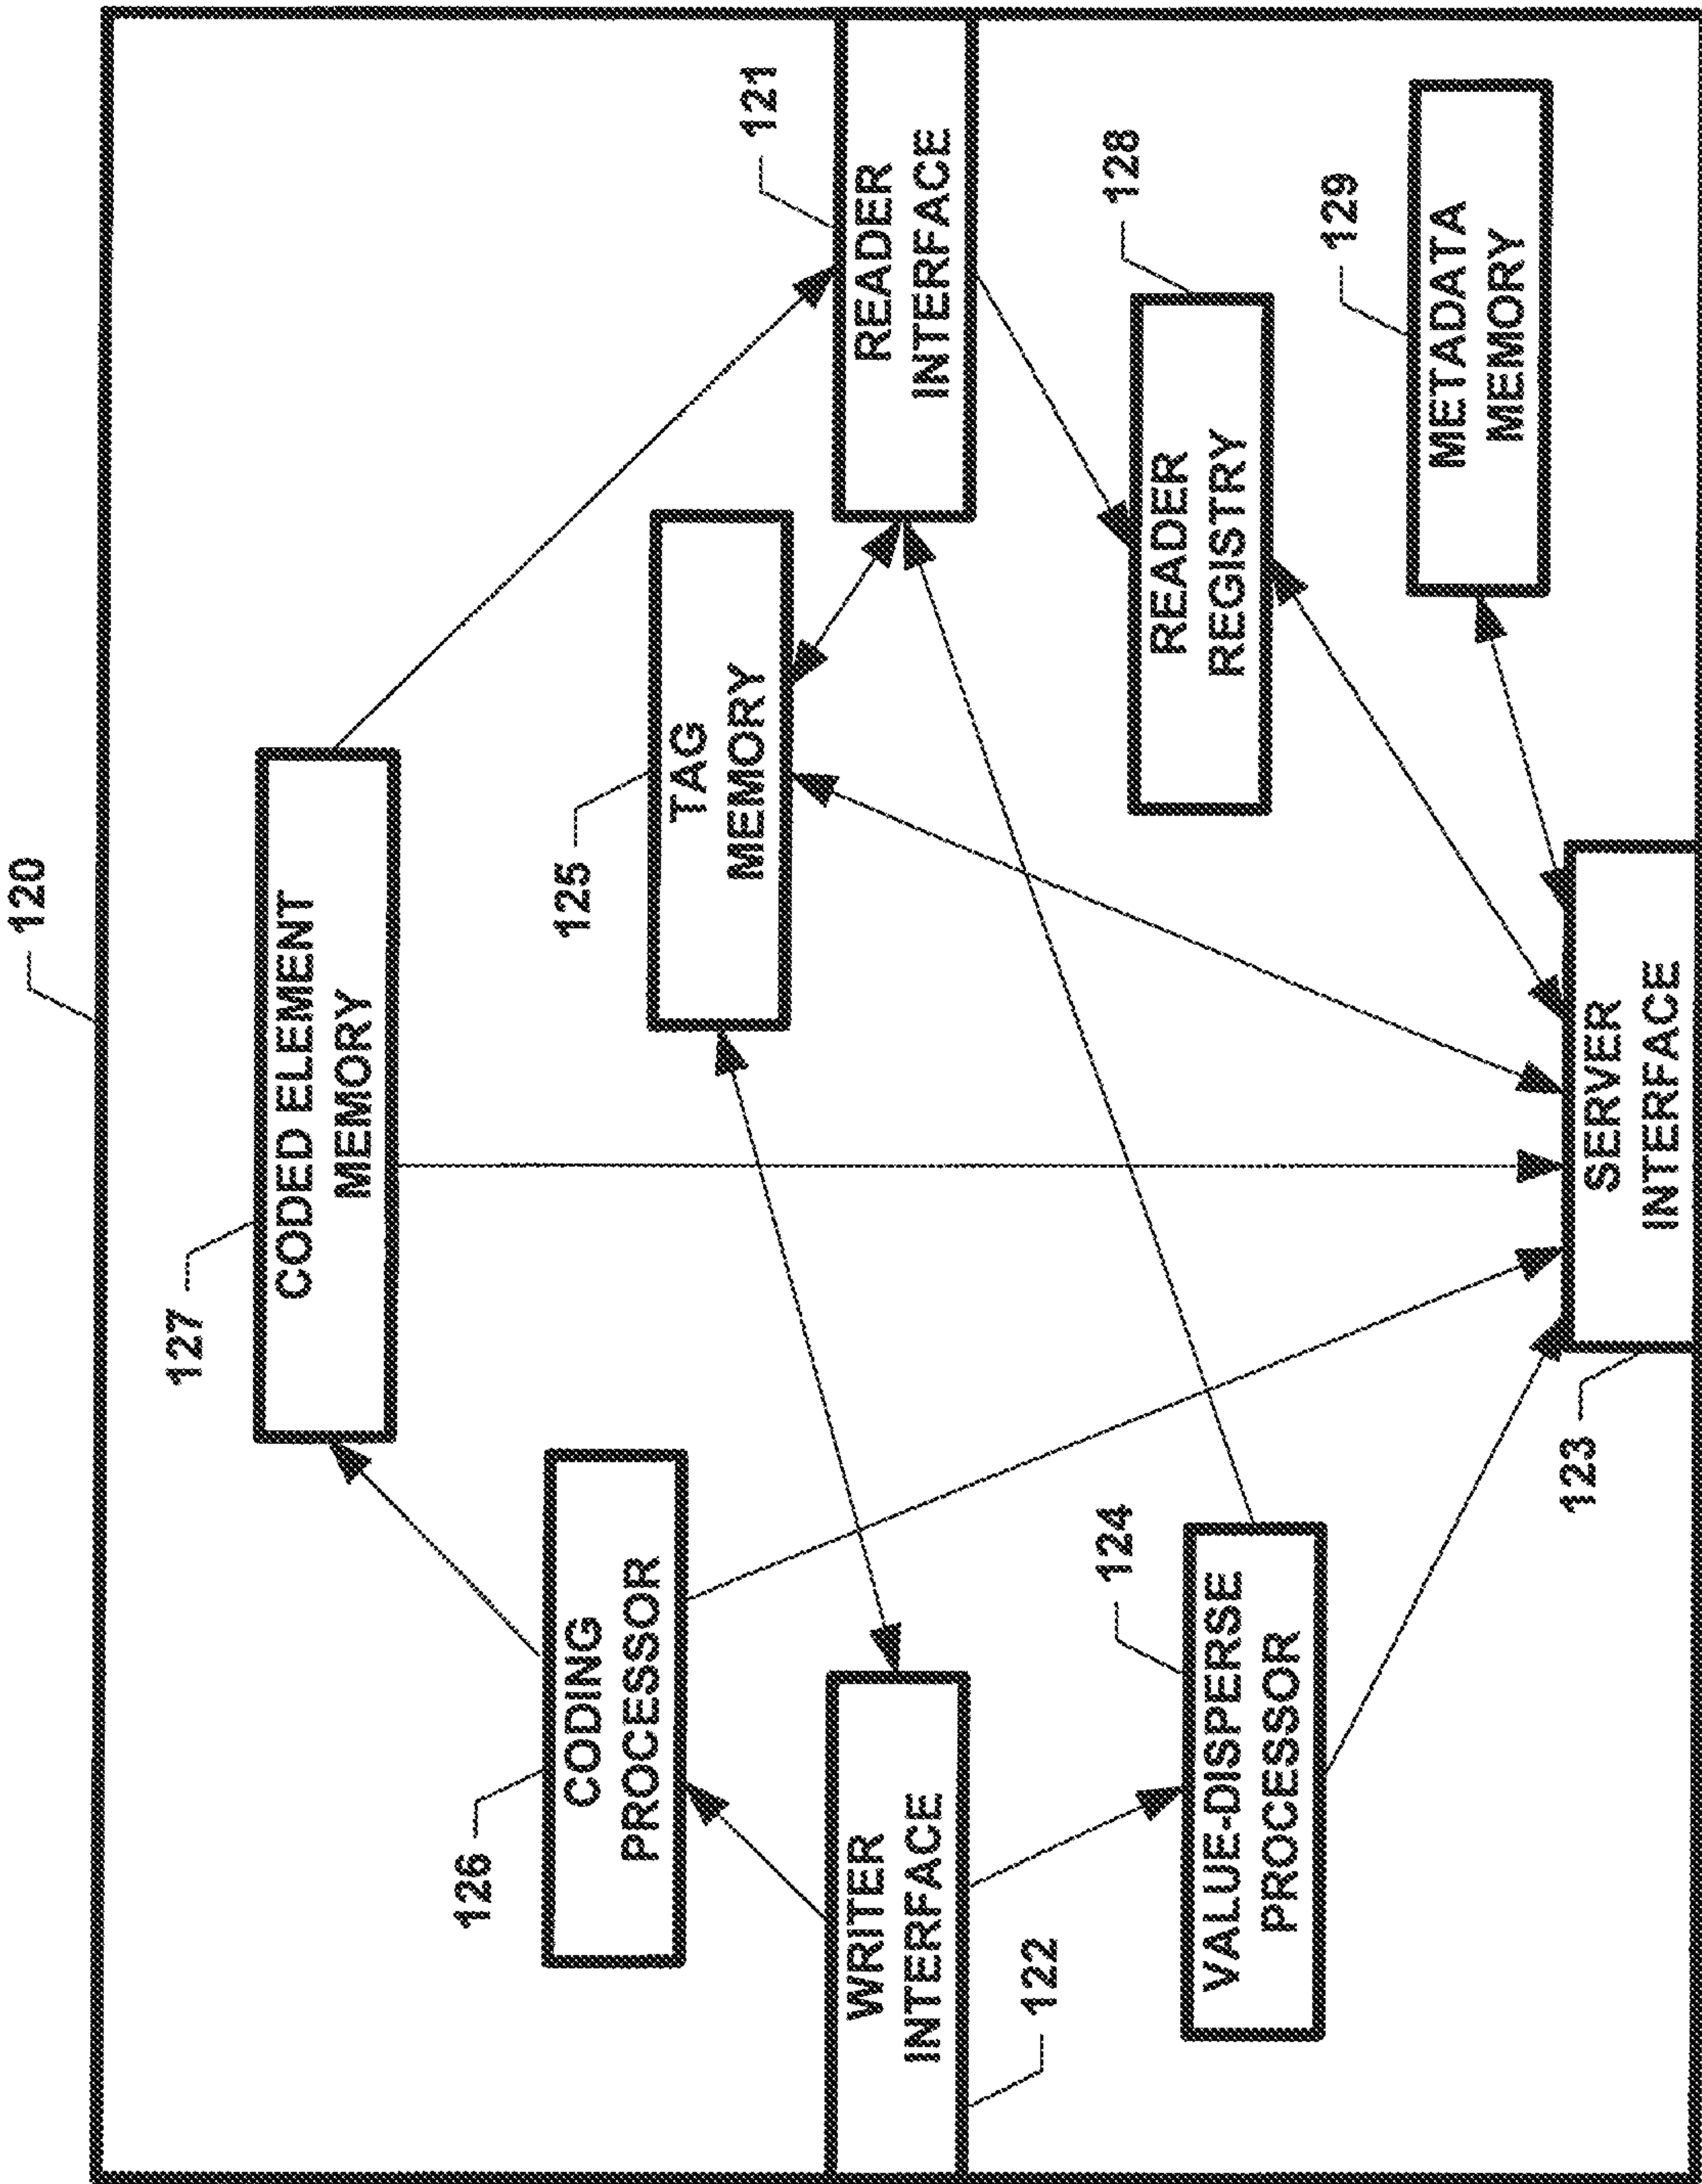 120
127
CODED ELEMENT
MEMORY
126
CODING
PROCESSOR
125
TAG
MEMORY
121
READER
INTERFACE
WRITER
INTERFACE
122
124
VALUE-DISPERSE
PROCESSOR
128
READER
REGISTRY
129
METADATA
MEMORY
123
SERVER
INTERFACE